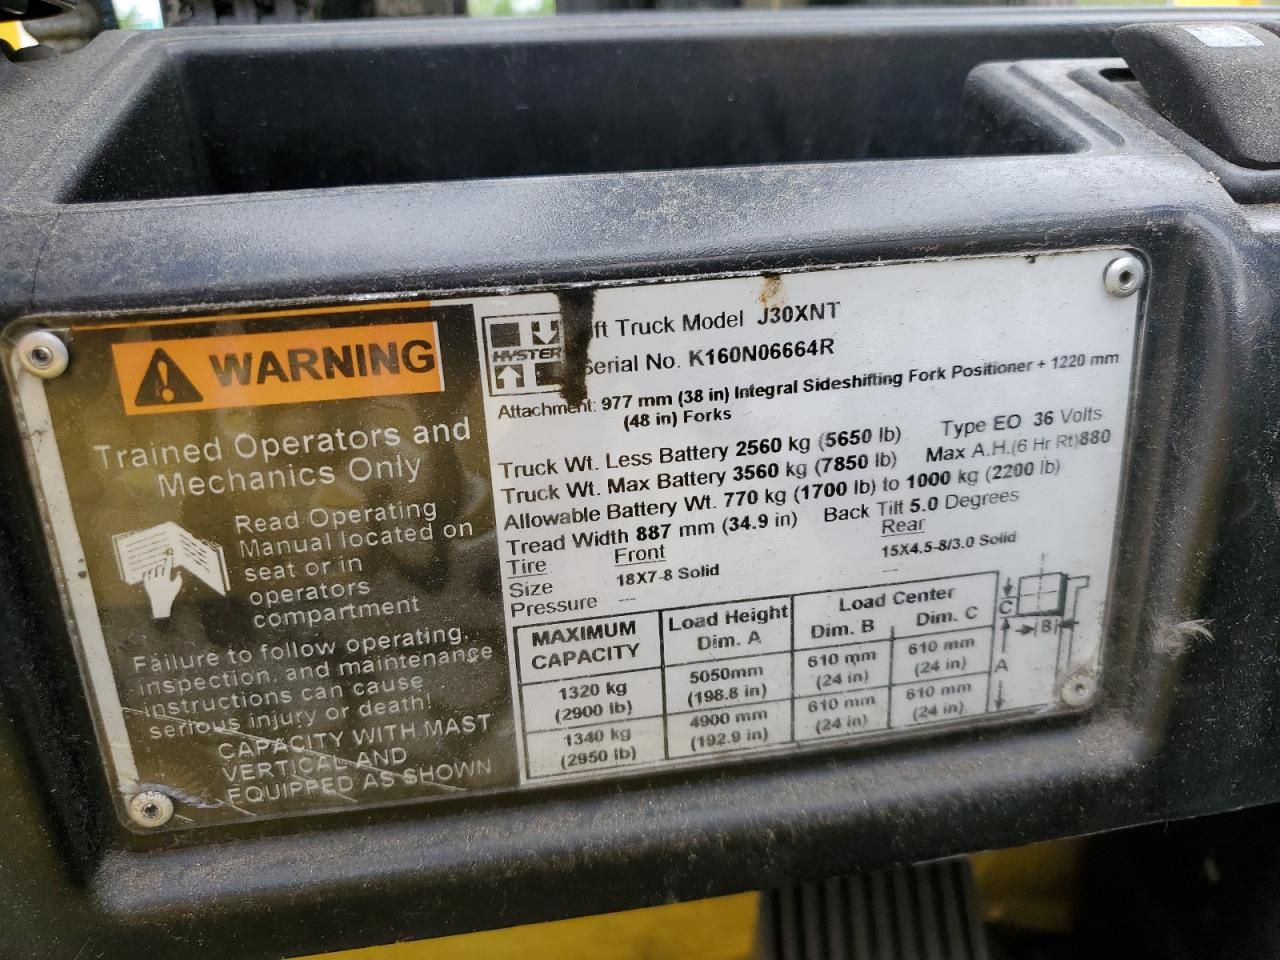 WARNING
Trained Operators and
Mechanics Only
Read Operating
Manual located on
seat or in
operators
compartment
Failure to follow operating,
inspection, and maintenance
instructions can cause
serious injury or death!
CAPACITY WITH MAST
VERTICAL AND
EQUIPPED AS SHOWN
HYSTER
ift Truck Model J30XNT
Serial No. K160N06664R
Attachment: 977 mm (38 in) Integral Sideshifting Fork Positioner + 1220 mm
(48 in) Forks
Truck Wt. Less Battery 2560 kg (5650 lb) Type EO 36 Volts
Truck Wt. Max Battery 3560 kg (7850 lb) Max A.H.(6 Hr Rt)880
Allowable Battery Wt. 770 kg (1700 lb) to 1000 kg (2200 lb)
Tread Width 887 mm (34.9 in) Back Tilt 5.0 Degrees
Tire Front Rear
Size 18X7-8 Solid 15X4.5-8/3.0 Solid
Pressure --- ---
MAXIMUM CAPACITY Load Height Dim. A Load Center Dim. B Dim. C
1320 kg (2900 lb) 5050mm (198.8 in) 610 mm (24 in) 610 mm (24 in)
1340 kg (2950 lb) 4900 mm (192.9 in) 610 mm (24 in) 610 mm (24 in)
C
B
A